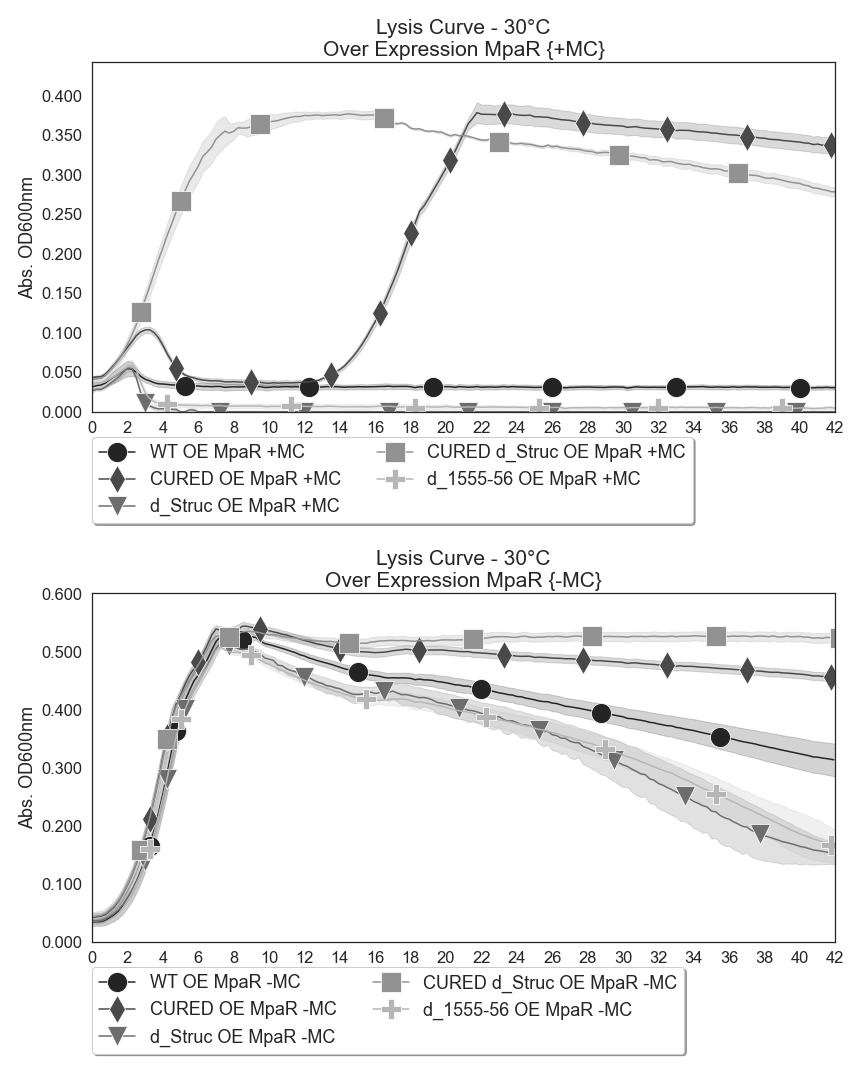 Lysis Curve - 30°C
Over Expression MpaR {+MC}
Abs. OD600nm
0.400
0.350
0.300
0.250
0.200
0.150
0.100
0.050
0.000
0 2 4 6 8 10 12 14 16 18 20 22 24 26 28 30 32 34 36 38 40 42
WT OE MpaR +MC
CURED OE MpaR +MC
d_Struc OE MpaR +MC
CURED d_Struc OE MpaR +MC
d_1555-56 OE MpaR +MC
Lysis Curve - 30°C
Over Expression MpaR {-MC}
Abs. OD600nm
0.600
0.500
0.400
0.300
0.200
0.100
0.000
0 2 4 6 8 10 12 14 16 18 20 22 24 26 28 30 32 34 36 38 40 42
WT OE MpaR -MC
CURED OE MpaR -MC
d_Struc OE MpaR -MC
CURED d_Struc OE MpaR -MC
d_1555-56 OE MpaR -MC